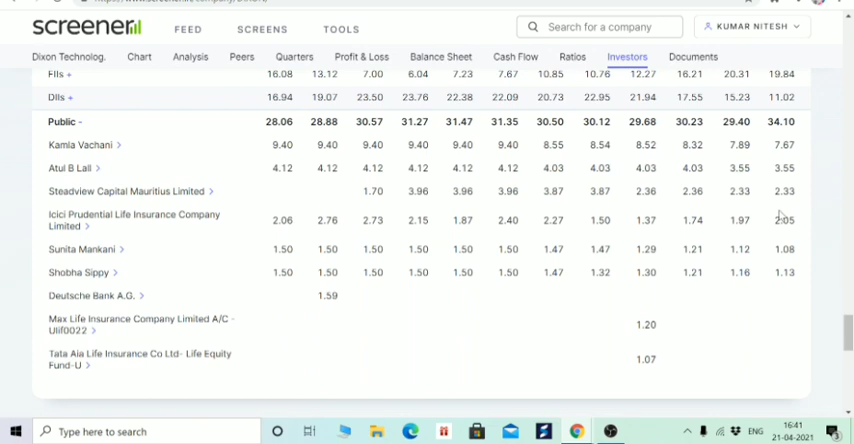 screener
FEED SCREENS TOOLS
Search for a company
KUMAR NITESH
Dixon Technolog. Chart Analysis Peers Quarters Profit & Loss Balance Sheet Cash Flow Ratios Investors Documents
FIIs + 16.08 13.12 7.00 6.04 7.23 7.67 10.85 10.76 12.27 16.21 20.31 19.84
DIIs + 16.94 19.07 23.50 23.76 22.38 22.09 20.73 22.95 21.94 17.55 15.23 11.02
Public - 28.06 28.88 30.57 31.27 31.47 31.35 30.50 30.12 29.68 30.23 29.40 34.10
Kamla Vachani > 9.40 9.40 9.40 9.40 9.40 9.40 8.55 8.54 8.52 8.32 7.89 7.67
Atul B Lall > 4.12 4.12 4.12 4.12 4.12 4.12 4.03 4.03 4.03 4.03 3.55 3.55
Steadview Capital Mauritius Limited > 1.70 3.96 3.96 3.96 3.87 3.87 2.36 2.36 2.33 2.33
Icici Prudential Life Insurance Company
Limited > 2.06 2.76 2.73 2.15 1.87 2.40 2.27 1.50 1.37 1.74 1.97 2.05
Sunita Mankani > 1.50 1.50 1.50 1.50 1.50 1.50 1.47 1.47 1.29 1.21 1.12 1.08
Shobha Sippy > 1.50 1.50 1.50 1.50 1.50 1.50 1.47 1.32 1.30 1.21 1.16 1.13
Deutsche Bank A.G. > 1.59
Max Life Insurance Company Limited A/C -
Ulif0022 > 1.20
Tata Aia Life Insurance Co Ltd- Life Equity
Fund-U > 1.07
Type here to search
ENG
16:41
21-04-2021